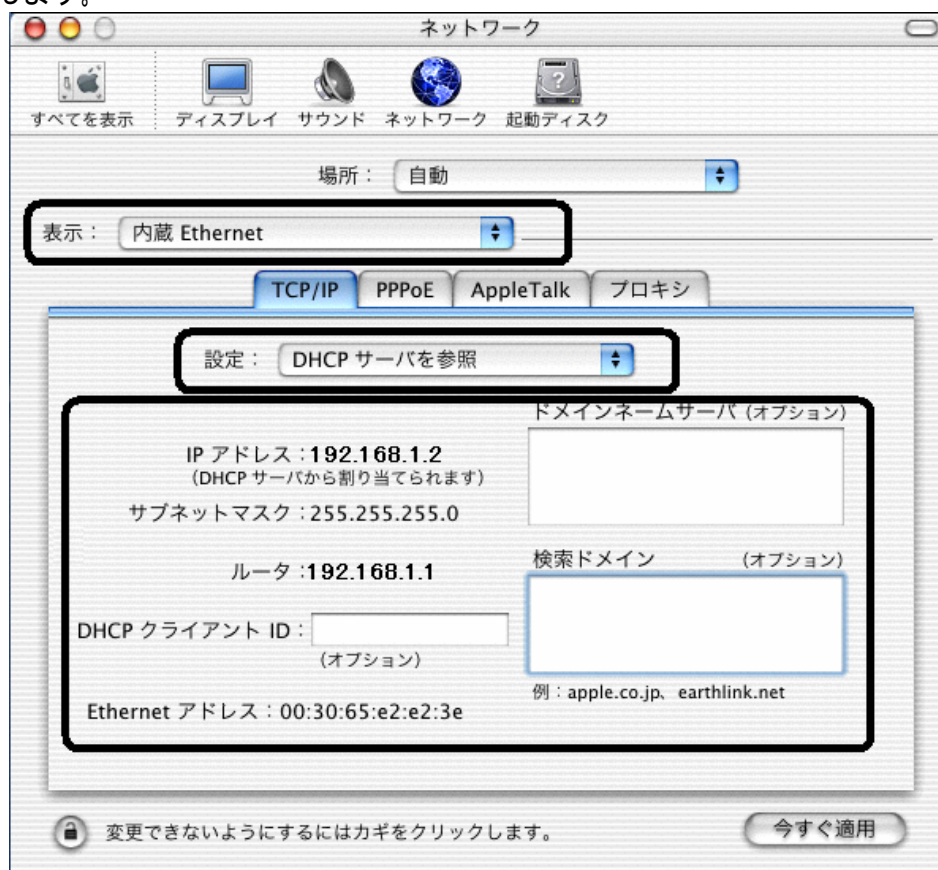 します。
ネットワーク
すべてを表示 ディスプレイ サウンド ネットワーク 起動ディスク
場所： 自動
表示： 内蔵 Ethernet
TCP/IP PPPoE AppleTalk プロキシ
設定： DHCP サーバを参照
ドメインネームサーバ (オプション)
IP アドレス：192.168.1.2
（DHCP サーバから割り当てられます）
サブネットマスク：255.255.255.0
検索ドメイン (オプション)
ルータ：192.168.1.1
DHCP クライアント ID：
（オプション）
例：apple.co.jp、earthlink.net
Ethernet アドレス：00:30:65:e2:e2:3e
変更できないようにするにはカギをクリックします。 今すぐ適用